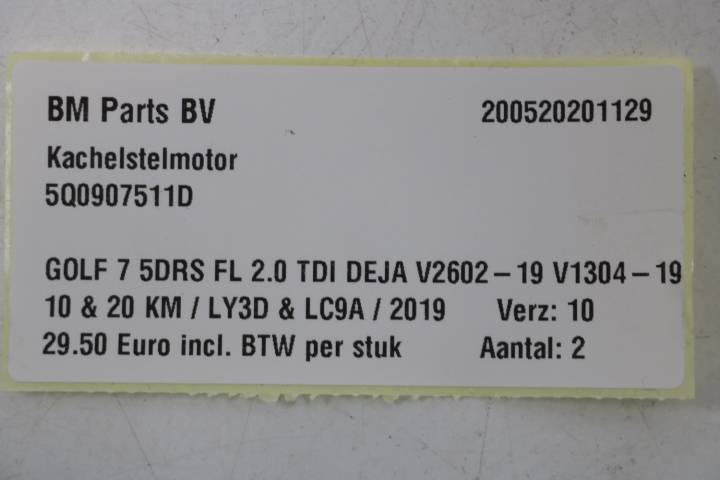 BM Parts BV 200520201129
Kachelstelmotor
5Q0907511D
GOLF 7 5DRS FL 2.0 TDI DEJA V2602-19 V1304-19
10 & 20 KM / LY3D & LC9A / 2019 Verz: 10
29.50 Euro incl. BTW per stuk Aantal: 2